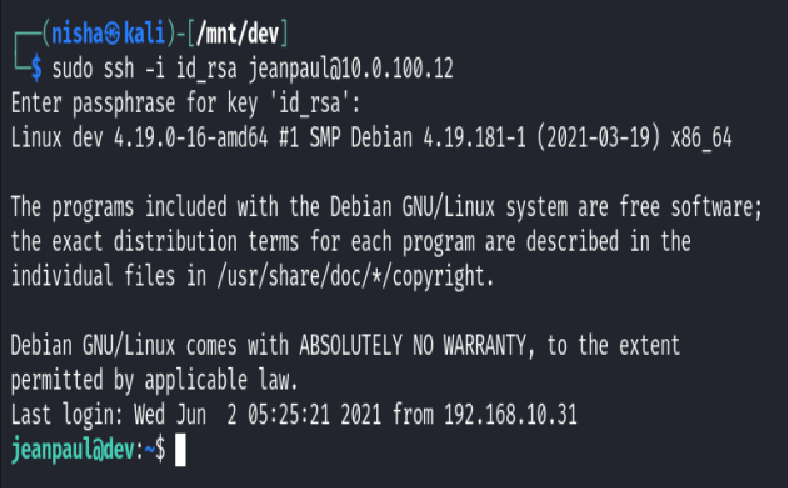 ┌──(nisha㉿kali)-[/mnt/dev]
└─$ sudo ssh -i id_rsa jeanpaul@10.0.100.12
Enter passphrase for key 'id_rsa':
Linux dev 4.19.0-16-amd64 #1 SMP Debian 4.19.181-1 (2021-03-19) x86_64
The programs included with the Debian GNU/Linux system are free software;
the exact distribution terms for each program are described in the
individual files in /usr/share/doc/*/copyright.
Debian GNU/Linux comes with ABSOLUTELY NO WARRANTY, to the extent
permitted by applicable law.
Last login: Wed Jun  2 05:25:21 2021 from 192.168.10.31
jeanpaul@dev:~$